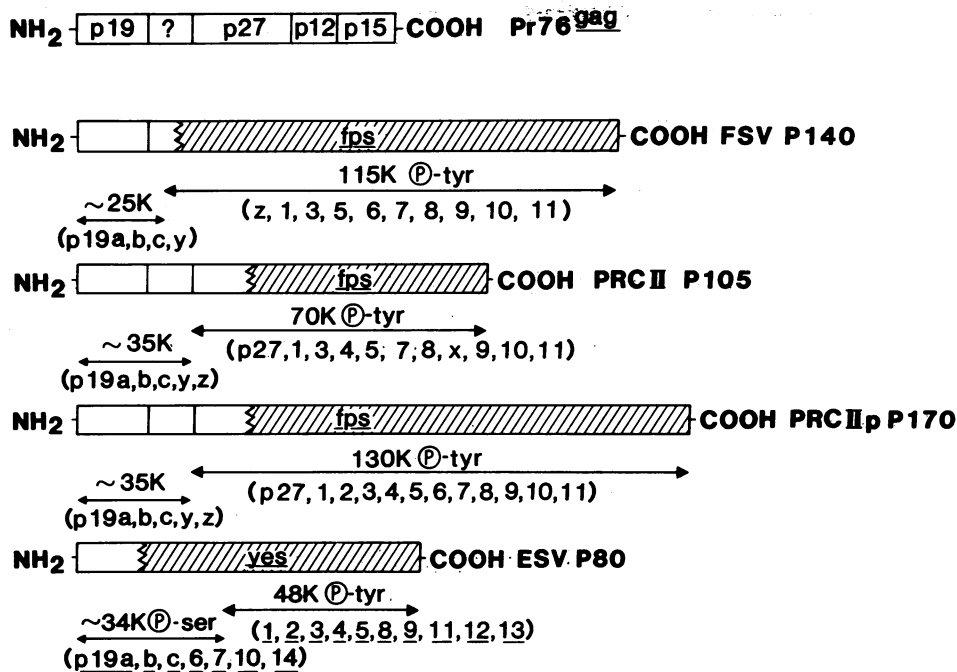 NH2 p19 ? p27 p12 p15 COOH Pr76 gag
NH2 fps COOH FSV P140
115K Ⓟ-tyr
~25K
(z, 1, 3, 5, 6, 7, 8, 9, 10, 11)
(p19a,b,c,y)
NH2 fps COOH PRCⅡ P105
70K Ⓟ-tyr
~35K
(p27,1,3,4,5; 7;8, x, 9,10,11)
(p19a,b,c,y,z)
NH2 fps COOH PRCⅡp P170
130K Ⓟ-tyr
~35K
(p27, 1, 2, 3, 4, 5, 6, 7, 8, 9,10,11)
(p19a,b,c,y,z)
NH2 yes COOH ESV P80
48K Ⓟ-tyr
~34KⓅ-ser
(1, 2, 3, 4, 5, 8, 9, 11, 12, 13)
(p19a, b, c, 6, 7, 10, 14)